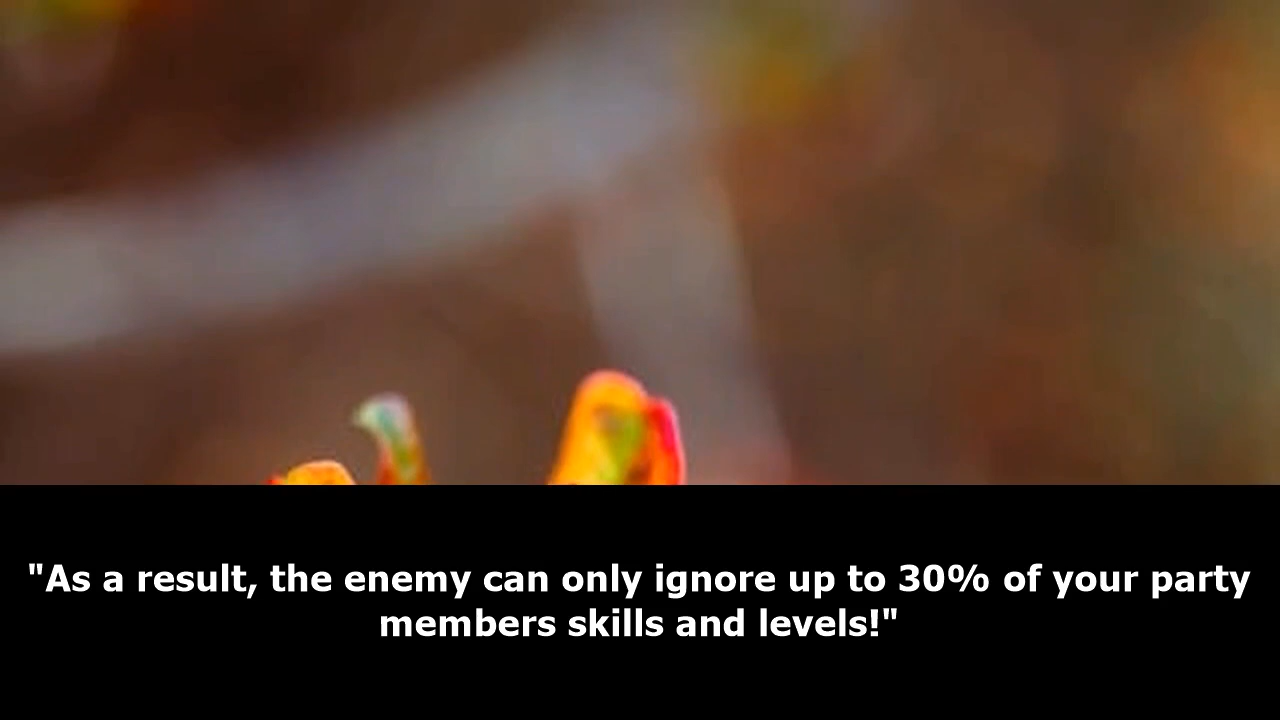 "As a result, the enemy can only ignore up to 30% of your party
members skills and levels!"